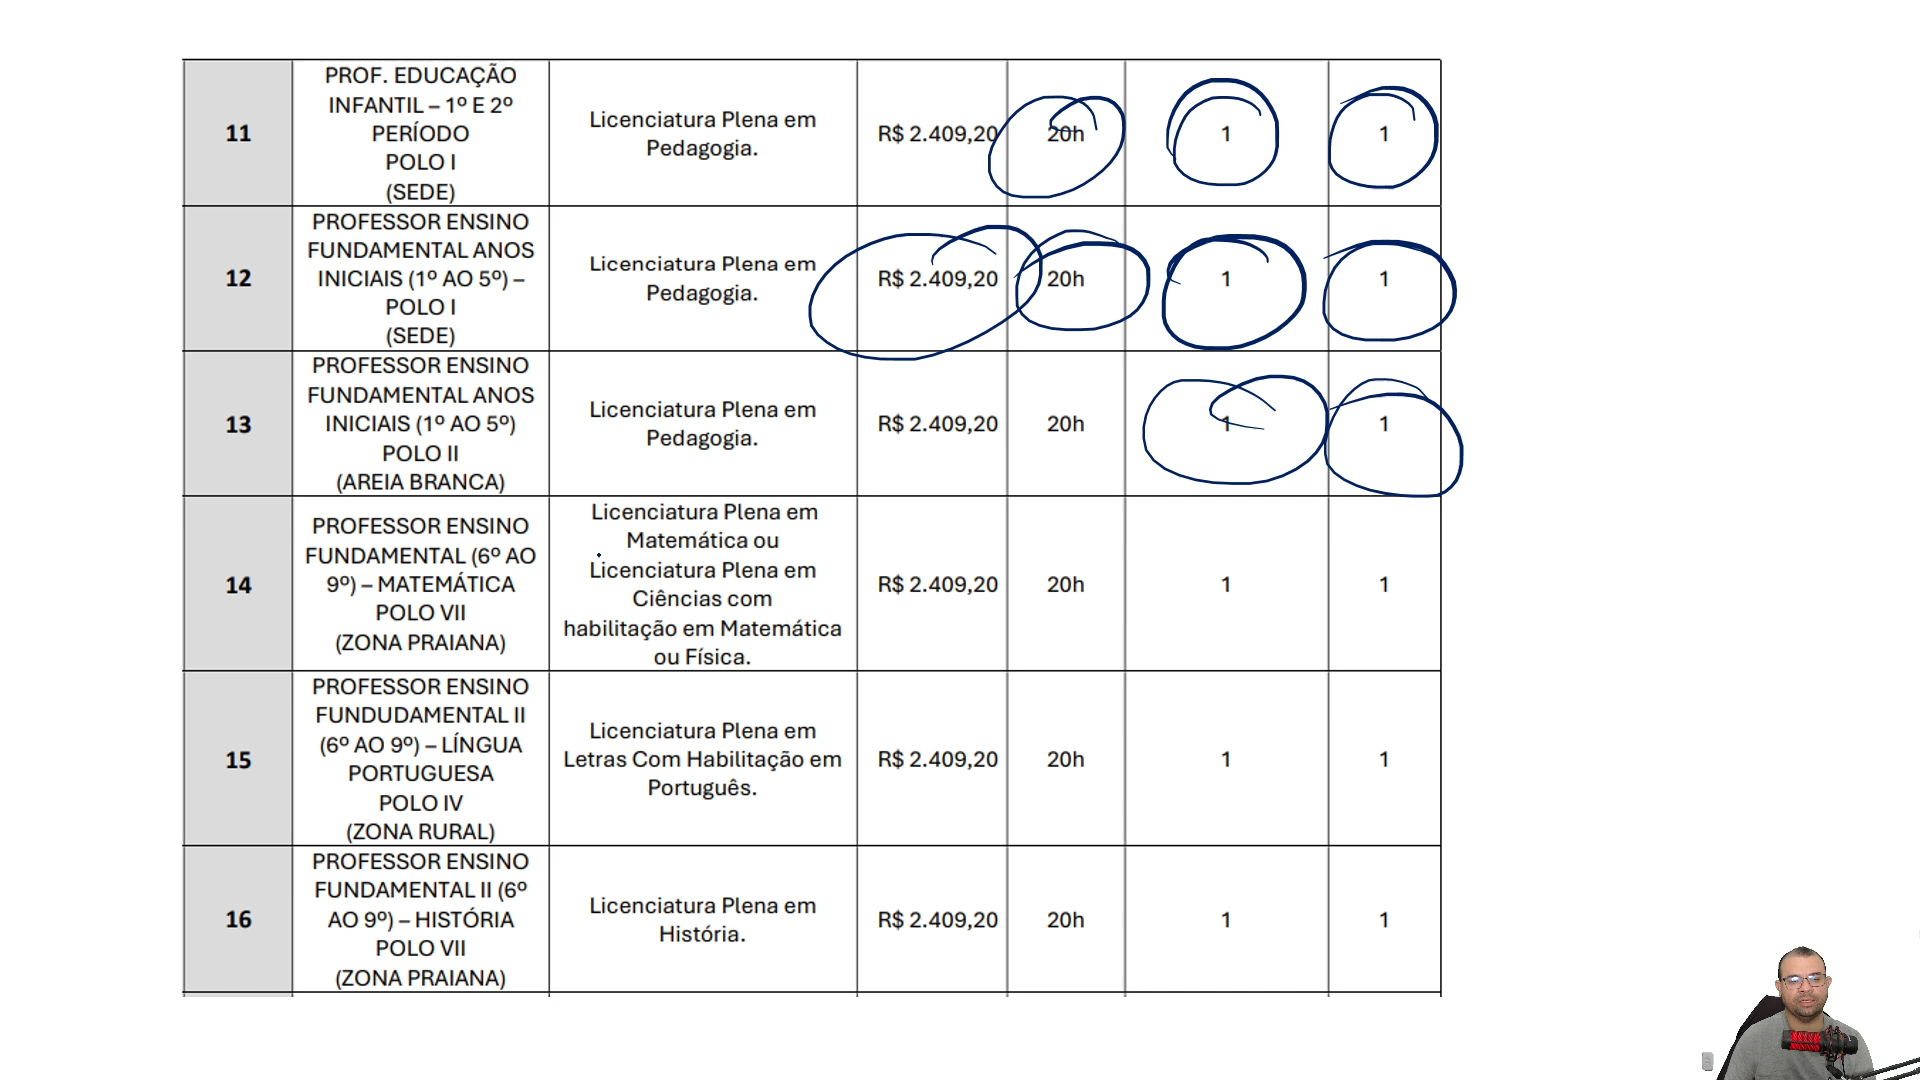 11
PROF. EDUCAÇÃO
INFANTIL – 1º E 2º
PERÍODO
POLO I
(SEDE)
Licenciatura Plena em
Pedagogia.
R$ 2.409,20
20h
1
1
12
PROFESSOR ENSINO
FUNDAMENTAL ANOS
INICIAIS (1º AO 5º) –
POLO I
(SEDE)
Licenciatura Plena em
Pedagogia.
R$ 2.409,20
20h
1
1
13
PROFESSOR ENSINO
FUNDAMENTAL ANOS
INICIAIS (1º AO 5º)
POLO II
(AREIA BRANCA)
Licenciatura Plena em
Pedagogia.
R$ 2.409,20
20h
1
1
14
PROFESSOR ENSINO
FUNDAMENTAL (6º AO
9º) – MATEMÁTICA
POLO VII
(ZONA PRAIANA)
Licenciatura Plena em
Matemática ou
Licenciatura Plena em
Ciências com
habilitação em Matemática
ou Física.
R$ 2.409,20
20h
1
1
15
PROFESSOR ENSINO
FUNDUDAMENTAL II
(6º AO 9º) – LÍNGUA
PORTUGUESA
POLO IV
(ZONA RURAL)
Licenciatura Plena em
Letras Com Habilitação em
Português.
R$ 2.409,20
20h
1
1
16
PROFESSOR ENSINO
FUNDAMENTAL II (6º
AO 9º) – HISTÓRIA
POLO VII
(ZONA PRAIANA)
Licenciatura Plena em
História.
R$ 2.409,20
20h
1
1